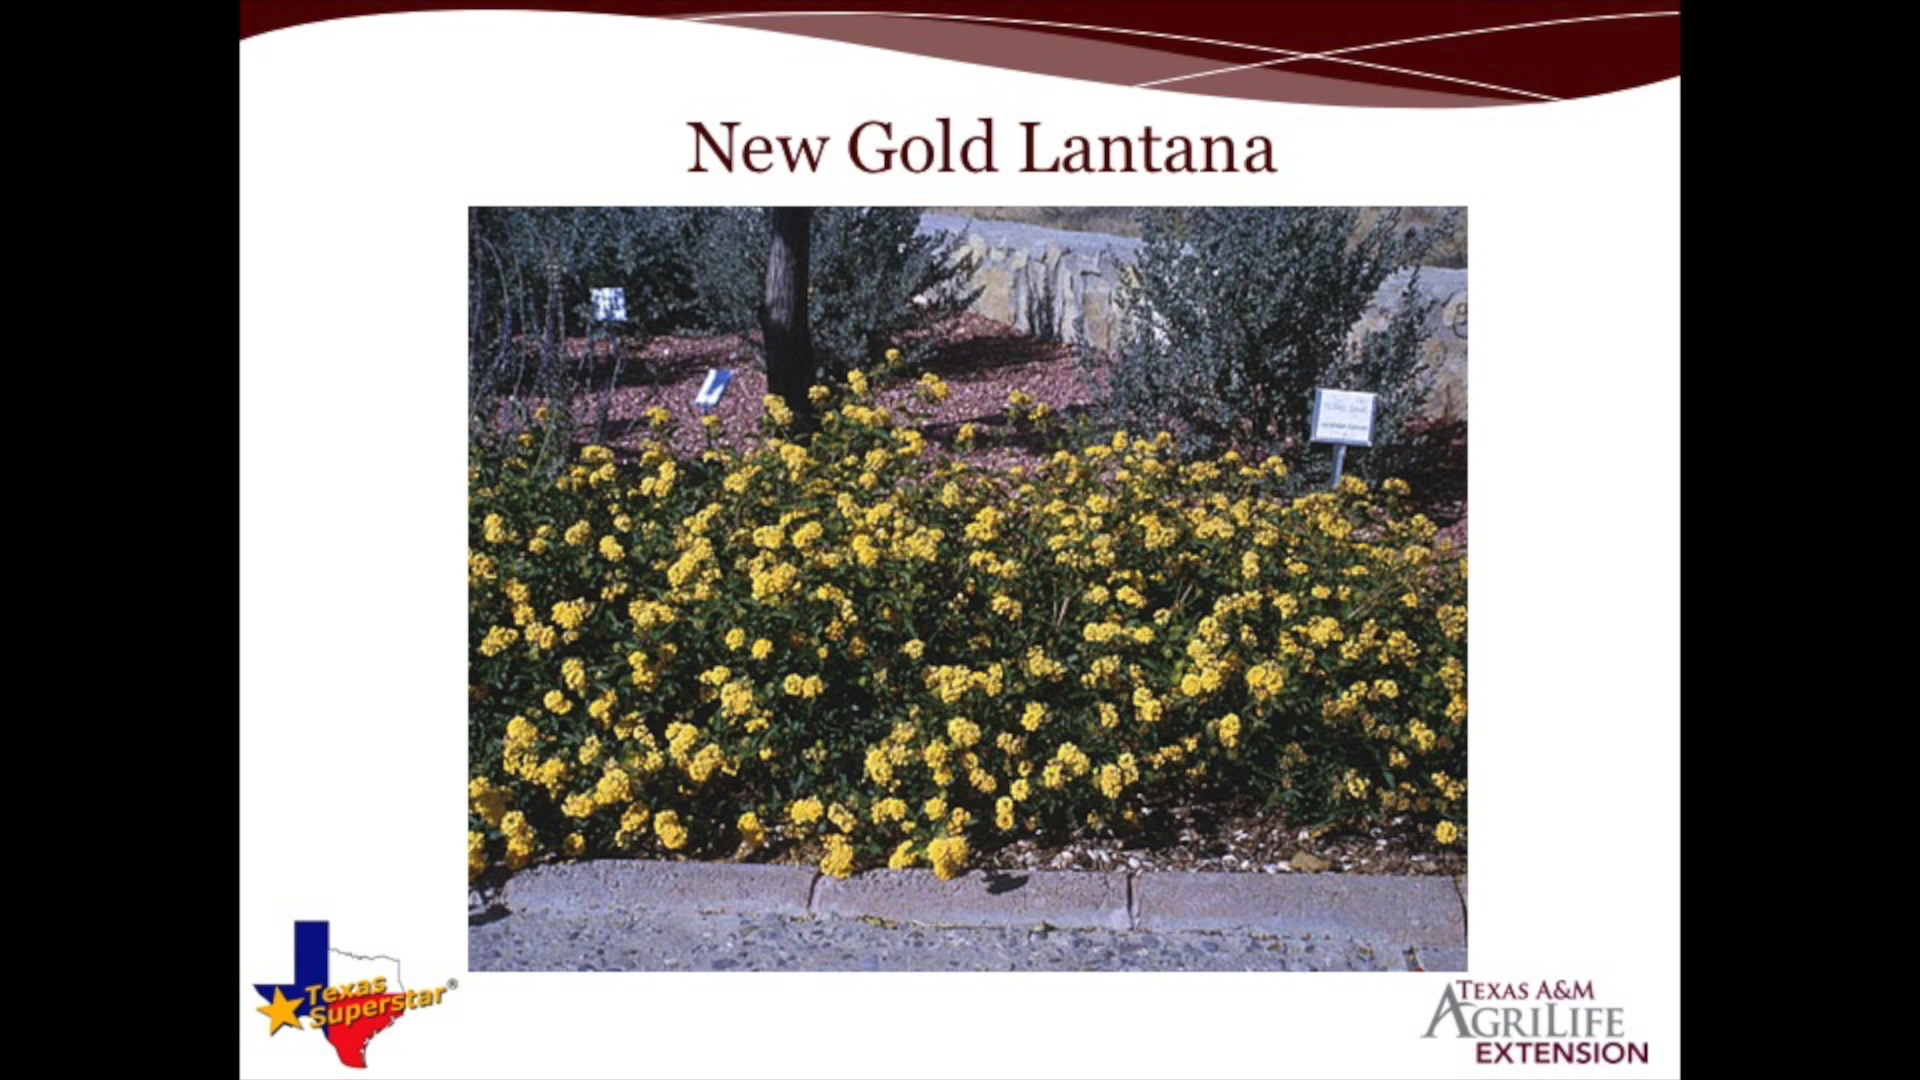 New Gold Lantana
Texas
Superstar®
TEXAS A&M
AGRILIFE
EXTENSION